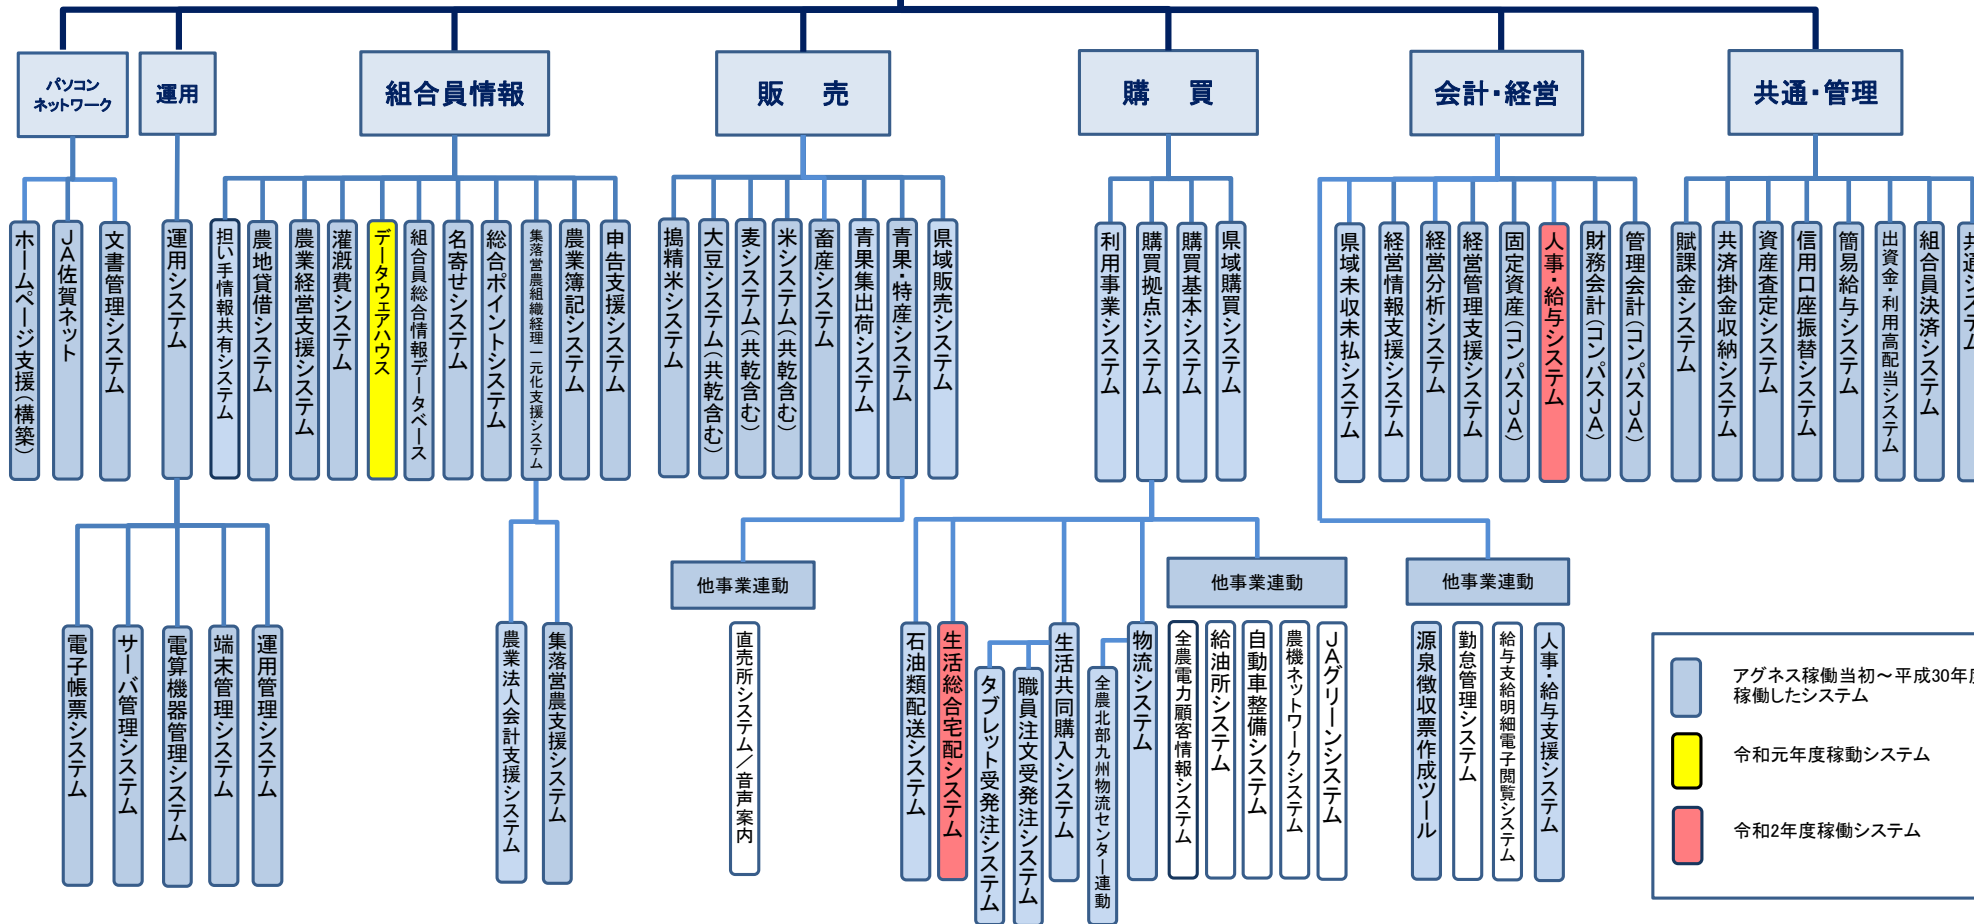 パソコン
ネットワーク
運用
組合員情報
販　売
購　買
会計・経営
共通・管理
ホームページ支援（構築）
ＪＡ佐賀ネット
文書管理システム
運用システム
担い手情報共有システム
農地貸借システム
農業経営支援システム
灌漑費システム
データウェアハウス
組合員総合情報データベース
名寄せシステム
総合ポイントシステム
集落営農組織経理一元化支援システム
農業簿記システム
申告支援システム
搗精米システム
大豆システム（共乾含む）
麦システム（共乾含む）
米システム（共乾含む）
畜産システム
青果集出荷システム
青果・特産システム
県域販売システム
利用事業システム
購買拠点システム
購買基本システム
県域購買システム
県域未収未払システム
経営情報支援システム
経営分析システム
経営管理支援システム
固定資産（コンパスＪＡ）
人事・給与システム
財務会計（コンパスＪＡ）
管理会計（コンパスＪＡ）
賦課金システム
共済掛金収納システム
資産査定システム
信用口座振替システム
簡易給与システム
出資金・利用高配当システム
組合員決済システム
共通システム
他事業連動
他事業連動
他事業連動
電子帳票システム
サーバ管理システム
電算機器管理システム
端末管理システム
運用管理システム
農業法人会計支援システム
集落営農支援システム
直売所システム／音声案内
石油類配送システム
生活総合宅配システム
タブレット受発注システム
職員注文受発注システム
生活共同購入システム
全農北部九州物流センター連動
物流システム
全農電力顧客情報システム
給油所システム
自動車整備システム
農機ネットワークシステム
ＪＡグリーンシステム
源泉徴収票作成ツール
勤怠管理システム
給与支給明細電子閲覧システム
人事・給与支援システム
アグネス稼働当初～平成30年度
稼働したシステム
令和元年度稼動システム
令和2年度稼働システム